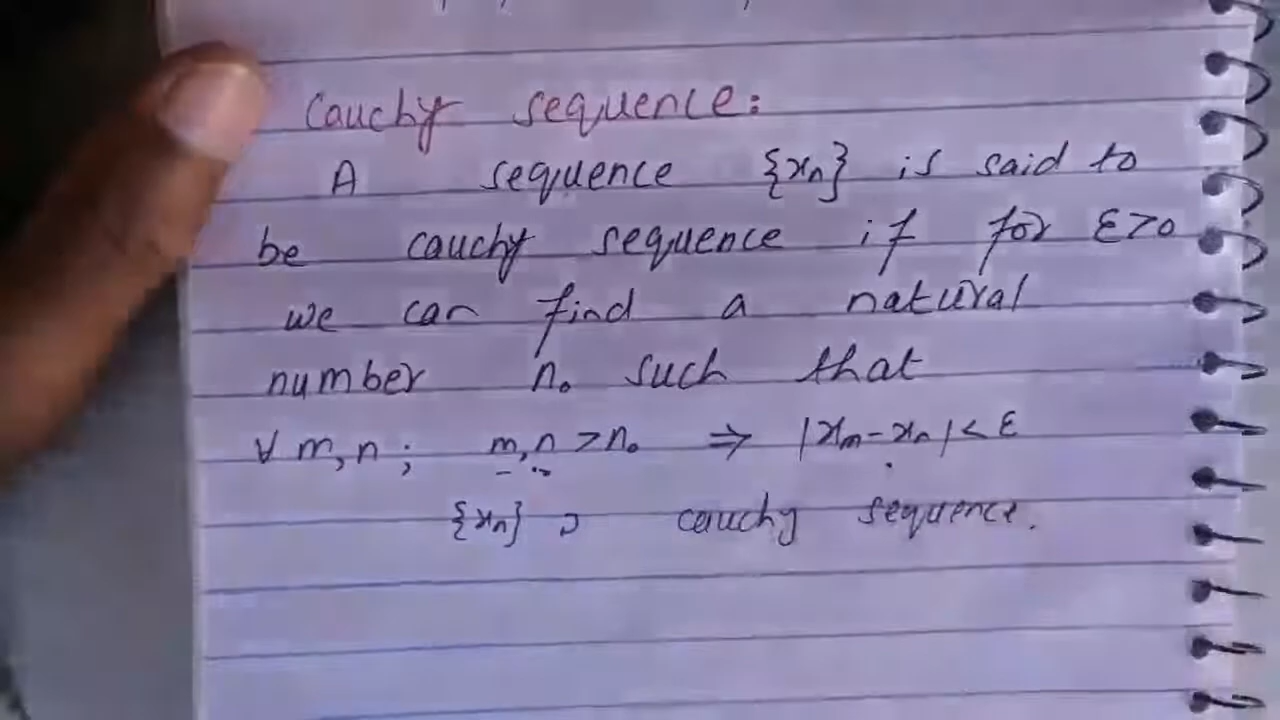 Cauchy sequence:
A sequence {xn} is said to
be cauchy sequence if for ε>0
we can find a natural
number n₀ such that
∀ m,n ; m,n >n₀ ⇒ |xm-xn|<ε
{xn} cauchy sequence.